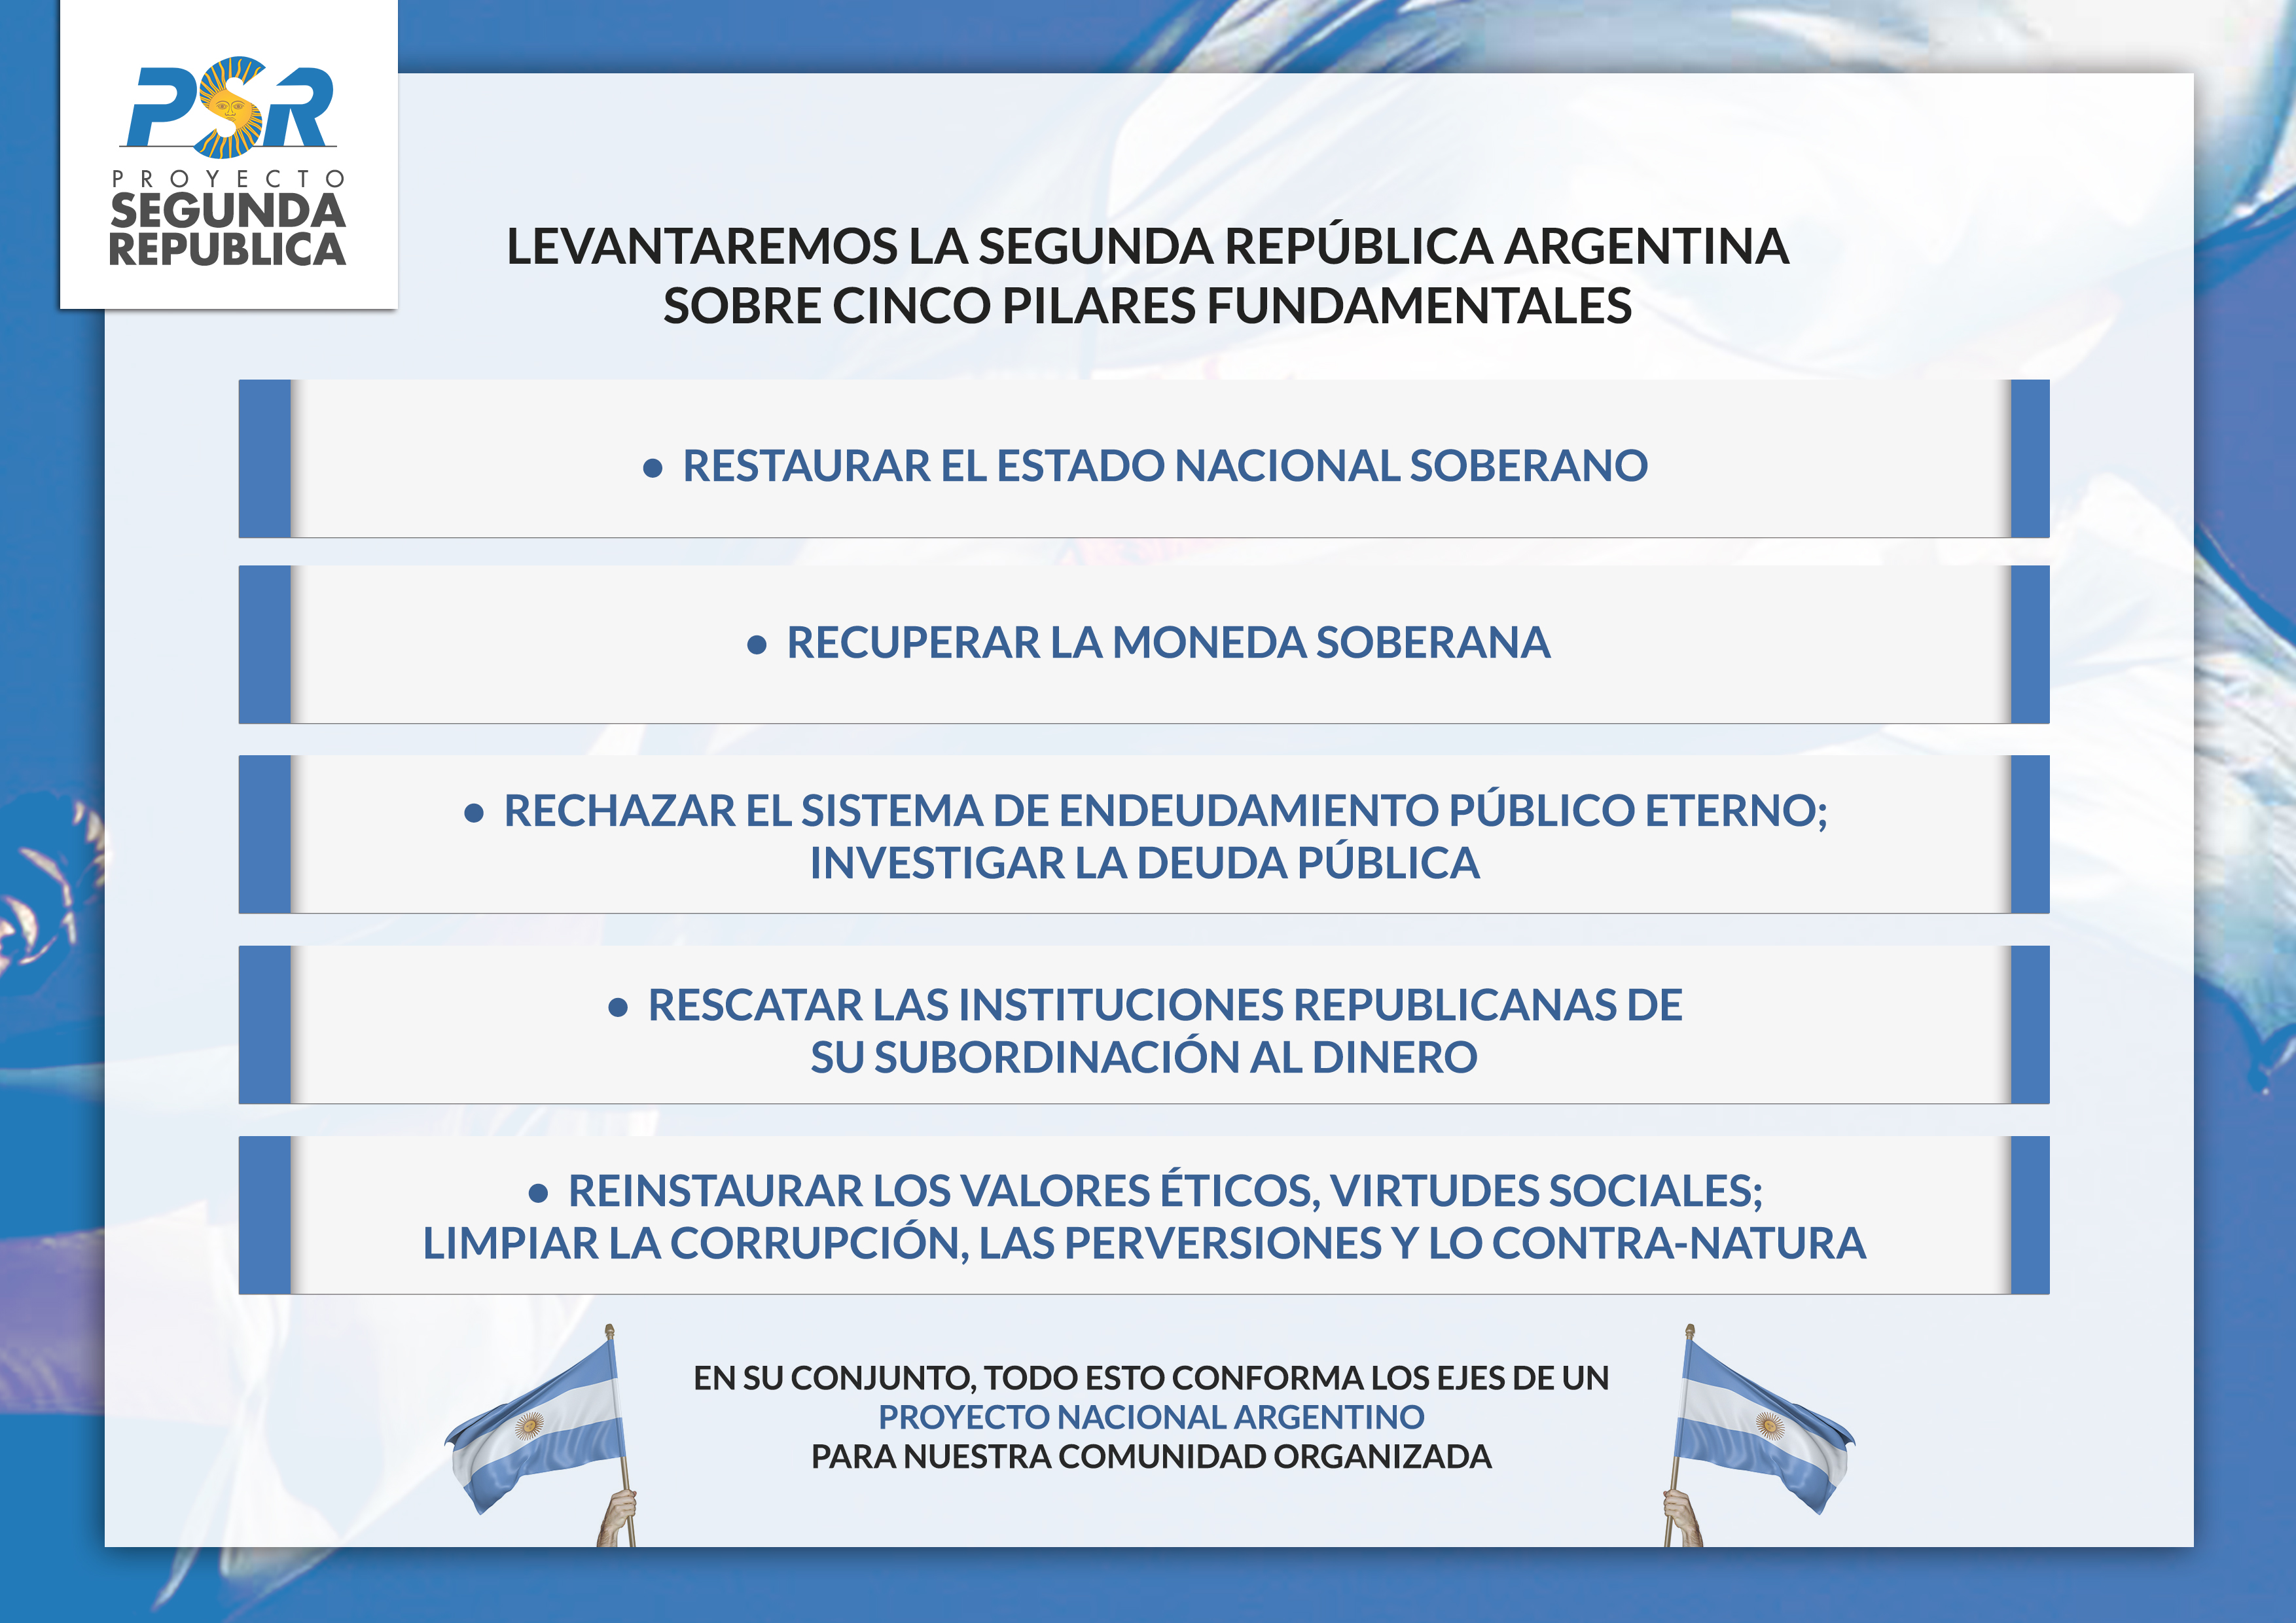 PSR
PROYECTO
SEGUNDA
REPUBLICA
LEVANTAREMOS LA SEGUNDA REPÚBLICA ARGENTINA
SOBRE CINCO PILARES FUNDAMENTALES
● RESTAURAR EL ESTADO NACIONAL SOBERANO
● RECUPERAR LA MONEDA SOBERANA
● RECHAZAR EL SISTEMA DE ENDEUDAMIENTO PÚBLICO ETERNO;
INVESTIGAR LA DEUDA PÚBLICA
● RESCATAR LAS INSTITUCIONES REPUBLICANAS DE
SU SUBORDINACIÓN AL DINERO
● REINSTAURAR LOS VALORES ÉTICOS, VIRTUDES SOCIALES;
LIMPIAR LA CORRUPCIÓN, LAS PERVERSIONES Y LO CONTRA-NATURA
EN SU CONJUNTO, TODO ESTO CONFORMA LOS EJES DE UN
PROYECTO NACIONAL ARGENTINO
PARA NUESTRA COMUNIDAD ORGANIZADA